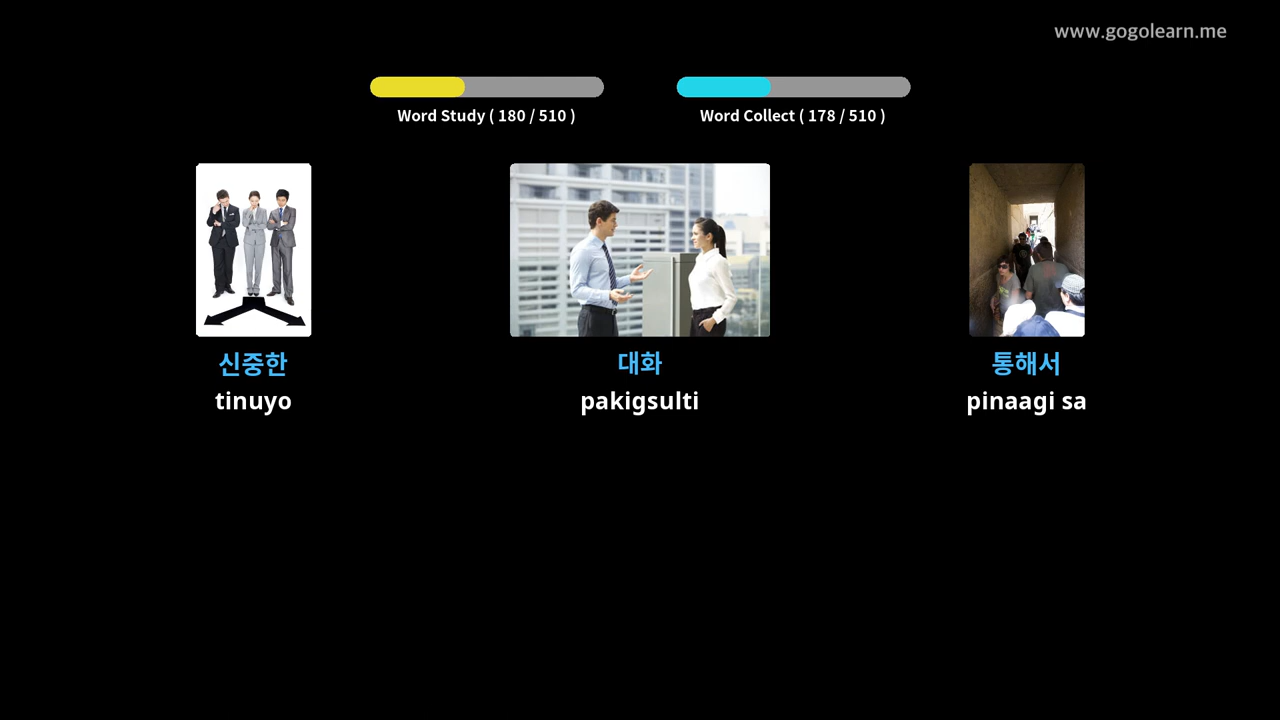 www.gogolearn.me
Word Study ( 180 / 510 )
Word Collect ( 178 / 510 )
신중한
대화
통해서
tinuyo
pakigsulti
pinaagi sa